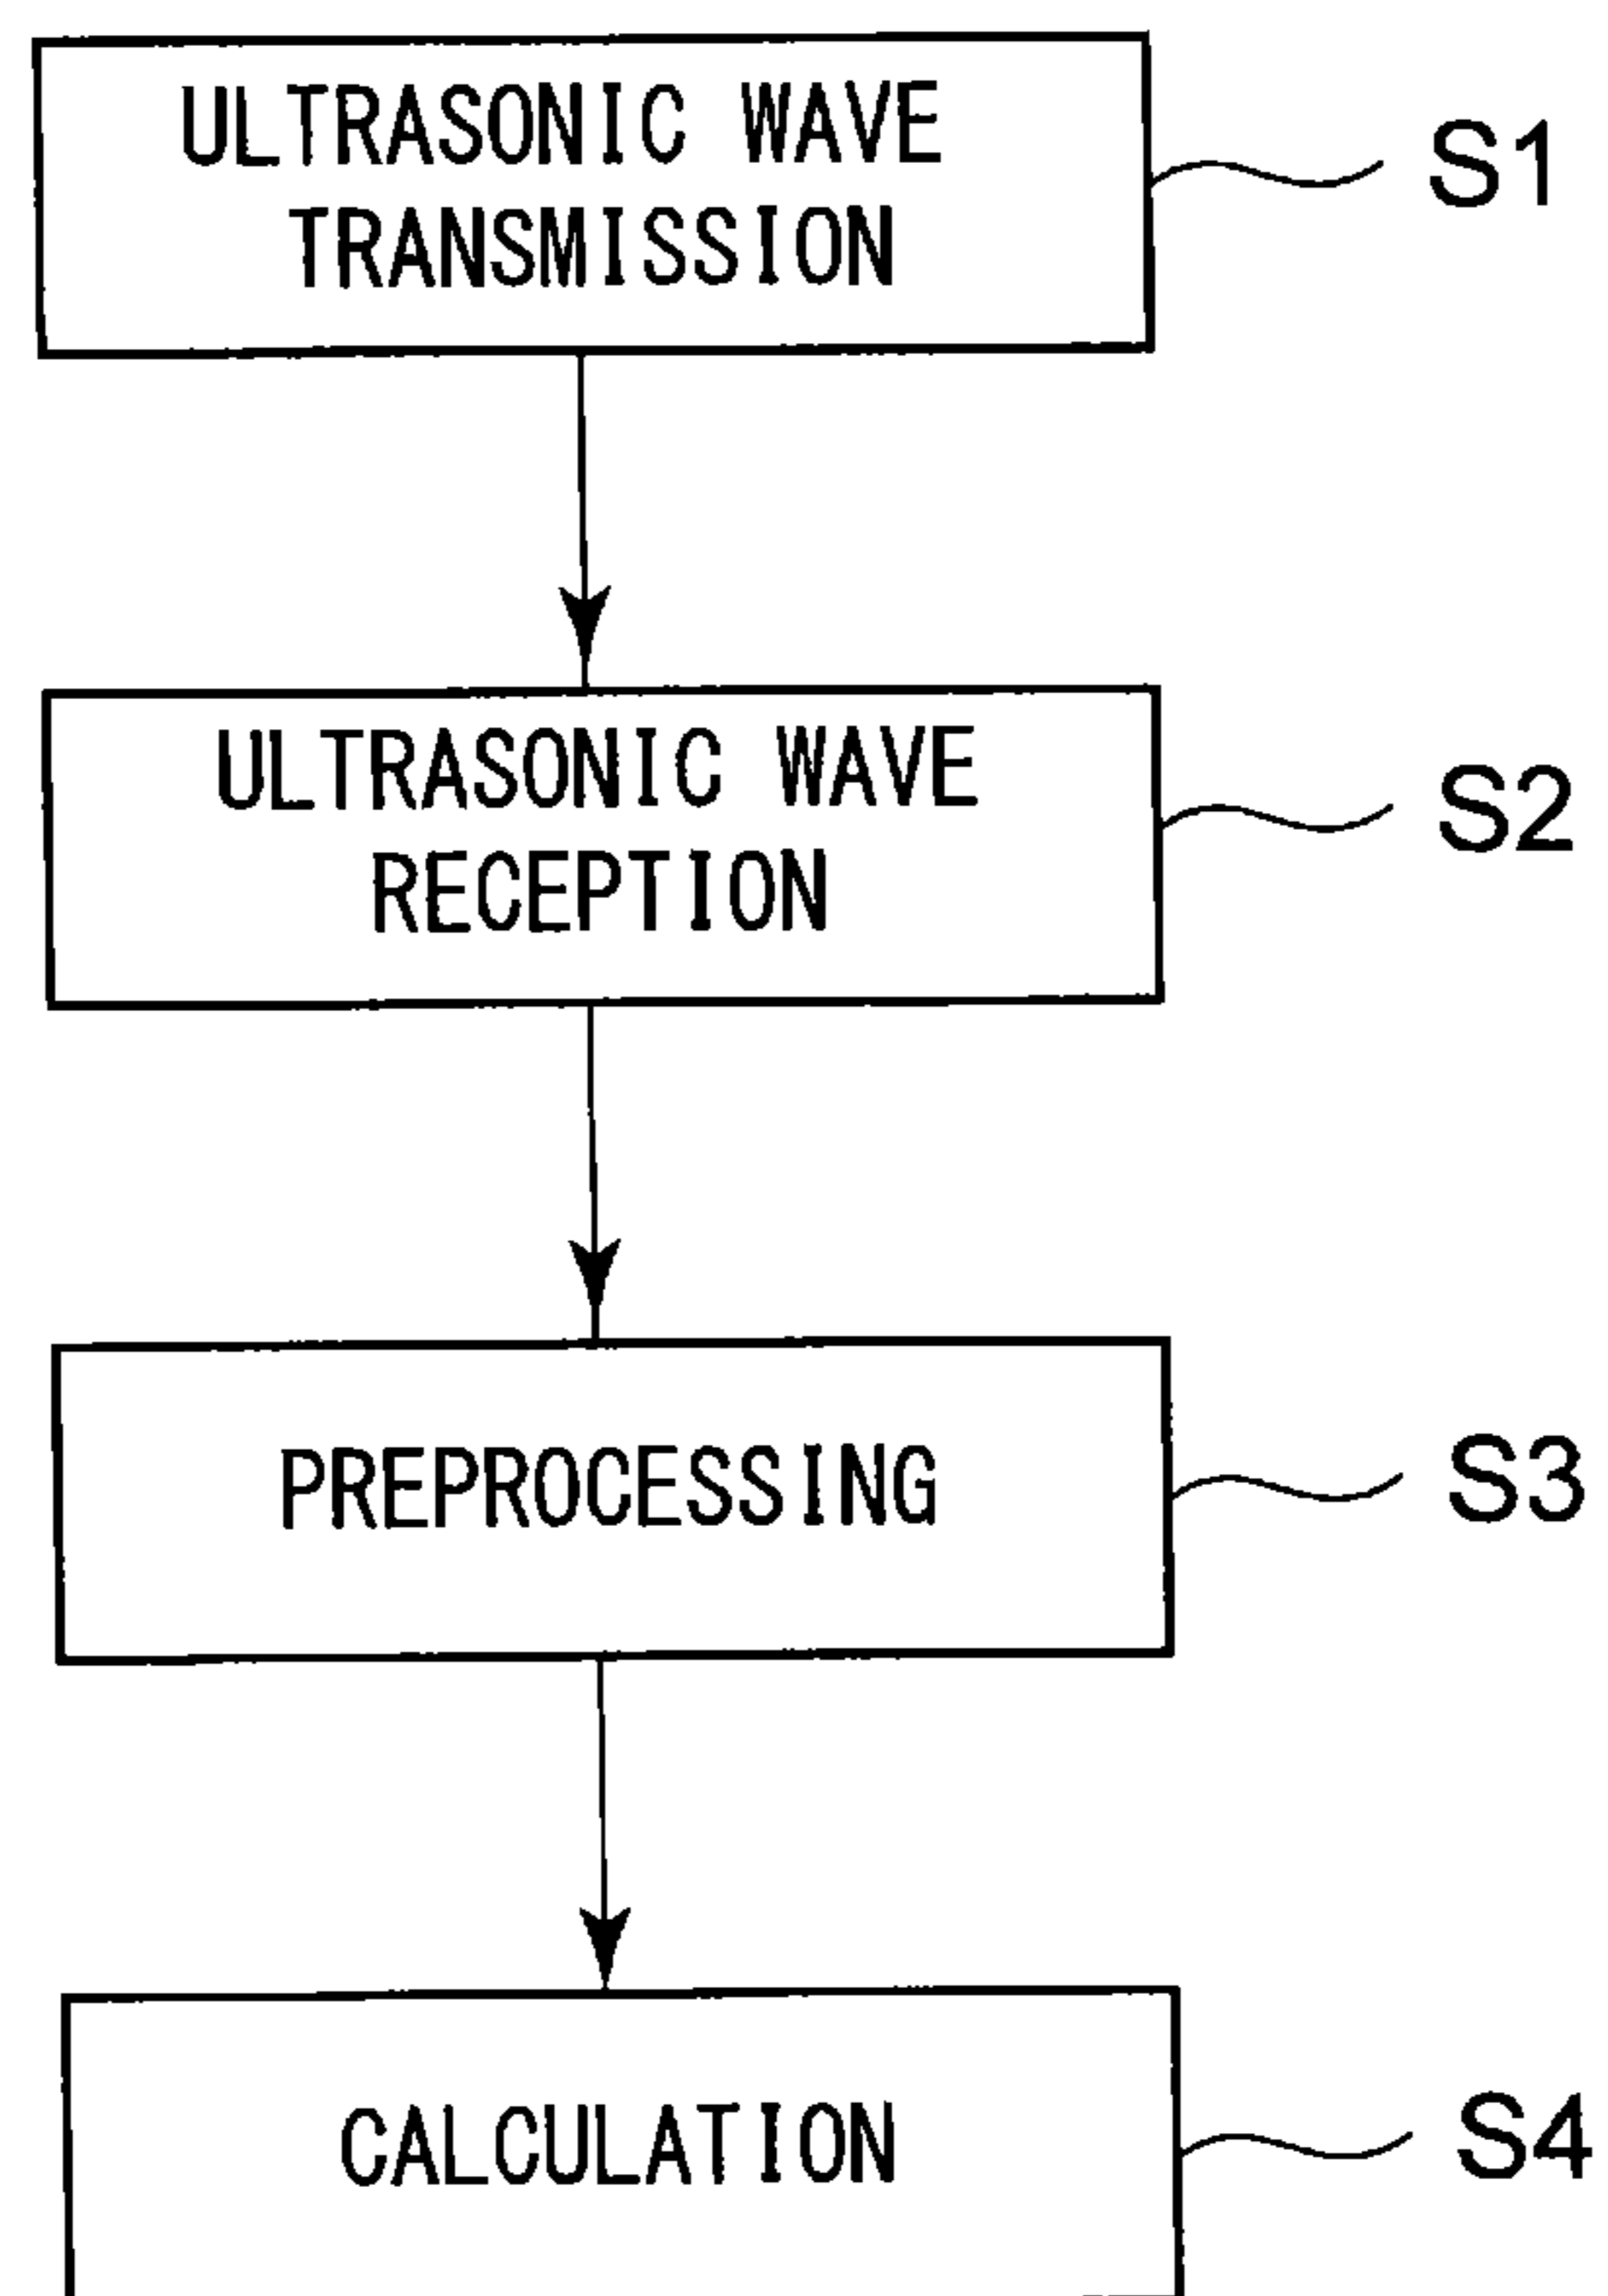 ULTRASONIC WAVE
TRANSMISSION
S1
ULTRASONIC WAVE
RECEPTION
S2
PREPROCESSING
S3
CALCULATION
S4